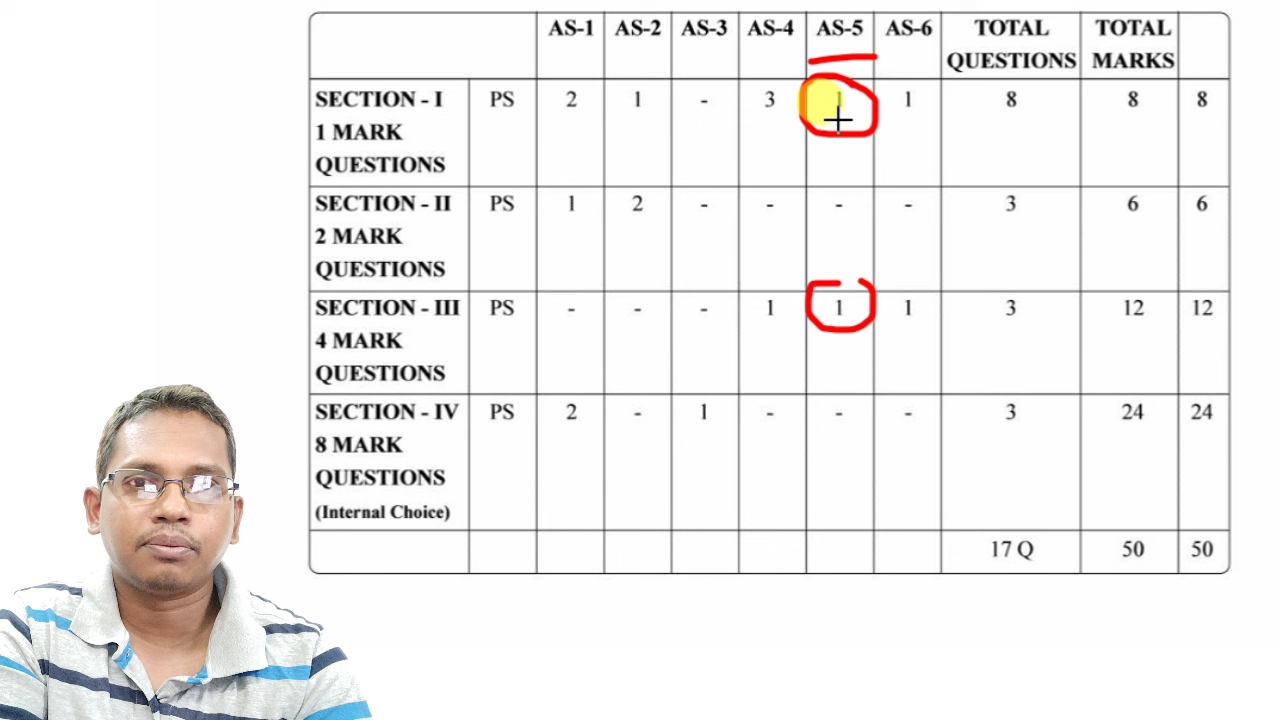 AS-1 AS-2 AS-3 AS-4 AS-5 AS-6 TOTAL QUESTIONS TOTAL MARKS
SECTION - I PS 2 1 - 3 1 1 8 8 8
1 MARK
QUESTIONS
SECTION - II PS 1 2 - - - - 3 6 6
2 MARK
QUESTIONS
SECTION - III PS - - - 1 1 1 3 12 12
4 MARK
QUESTIONS
SECTION - IV PS 2 - 1 - - - 3 24 24
8 MARK
QUESTIONS
(Internal Choice)
17 Q 50 50